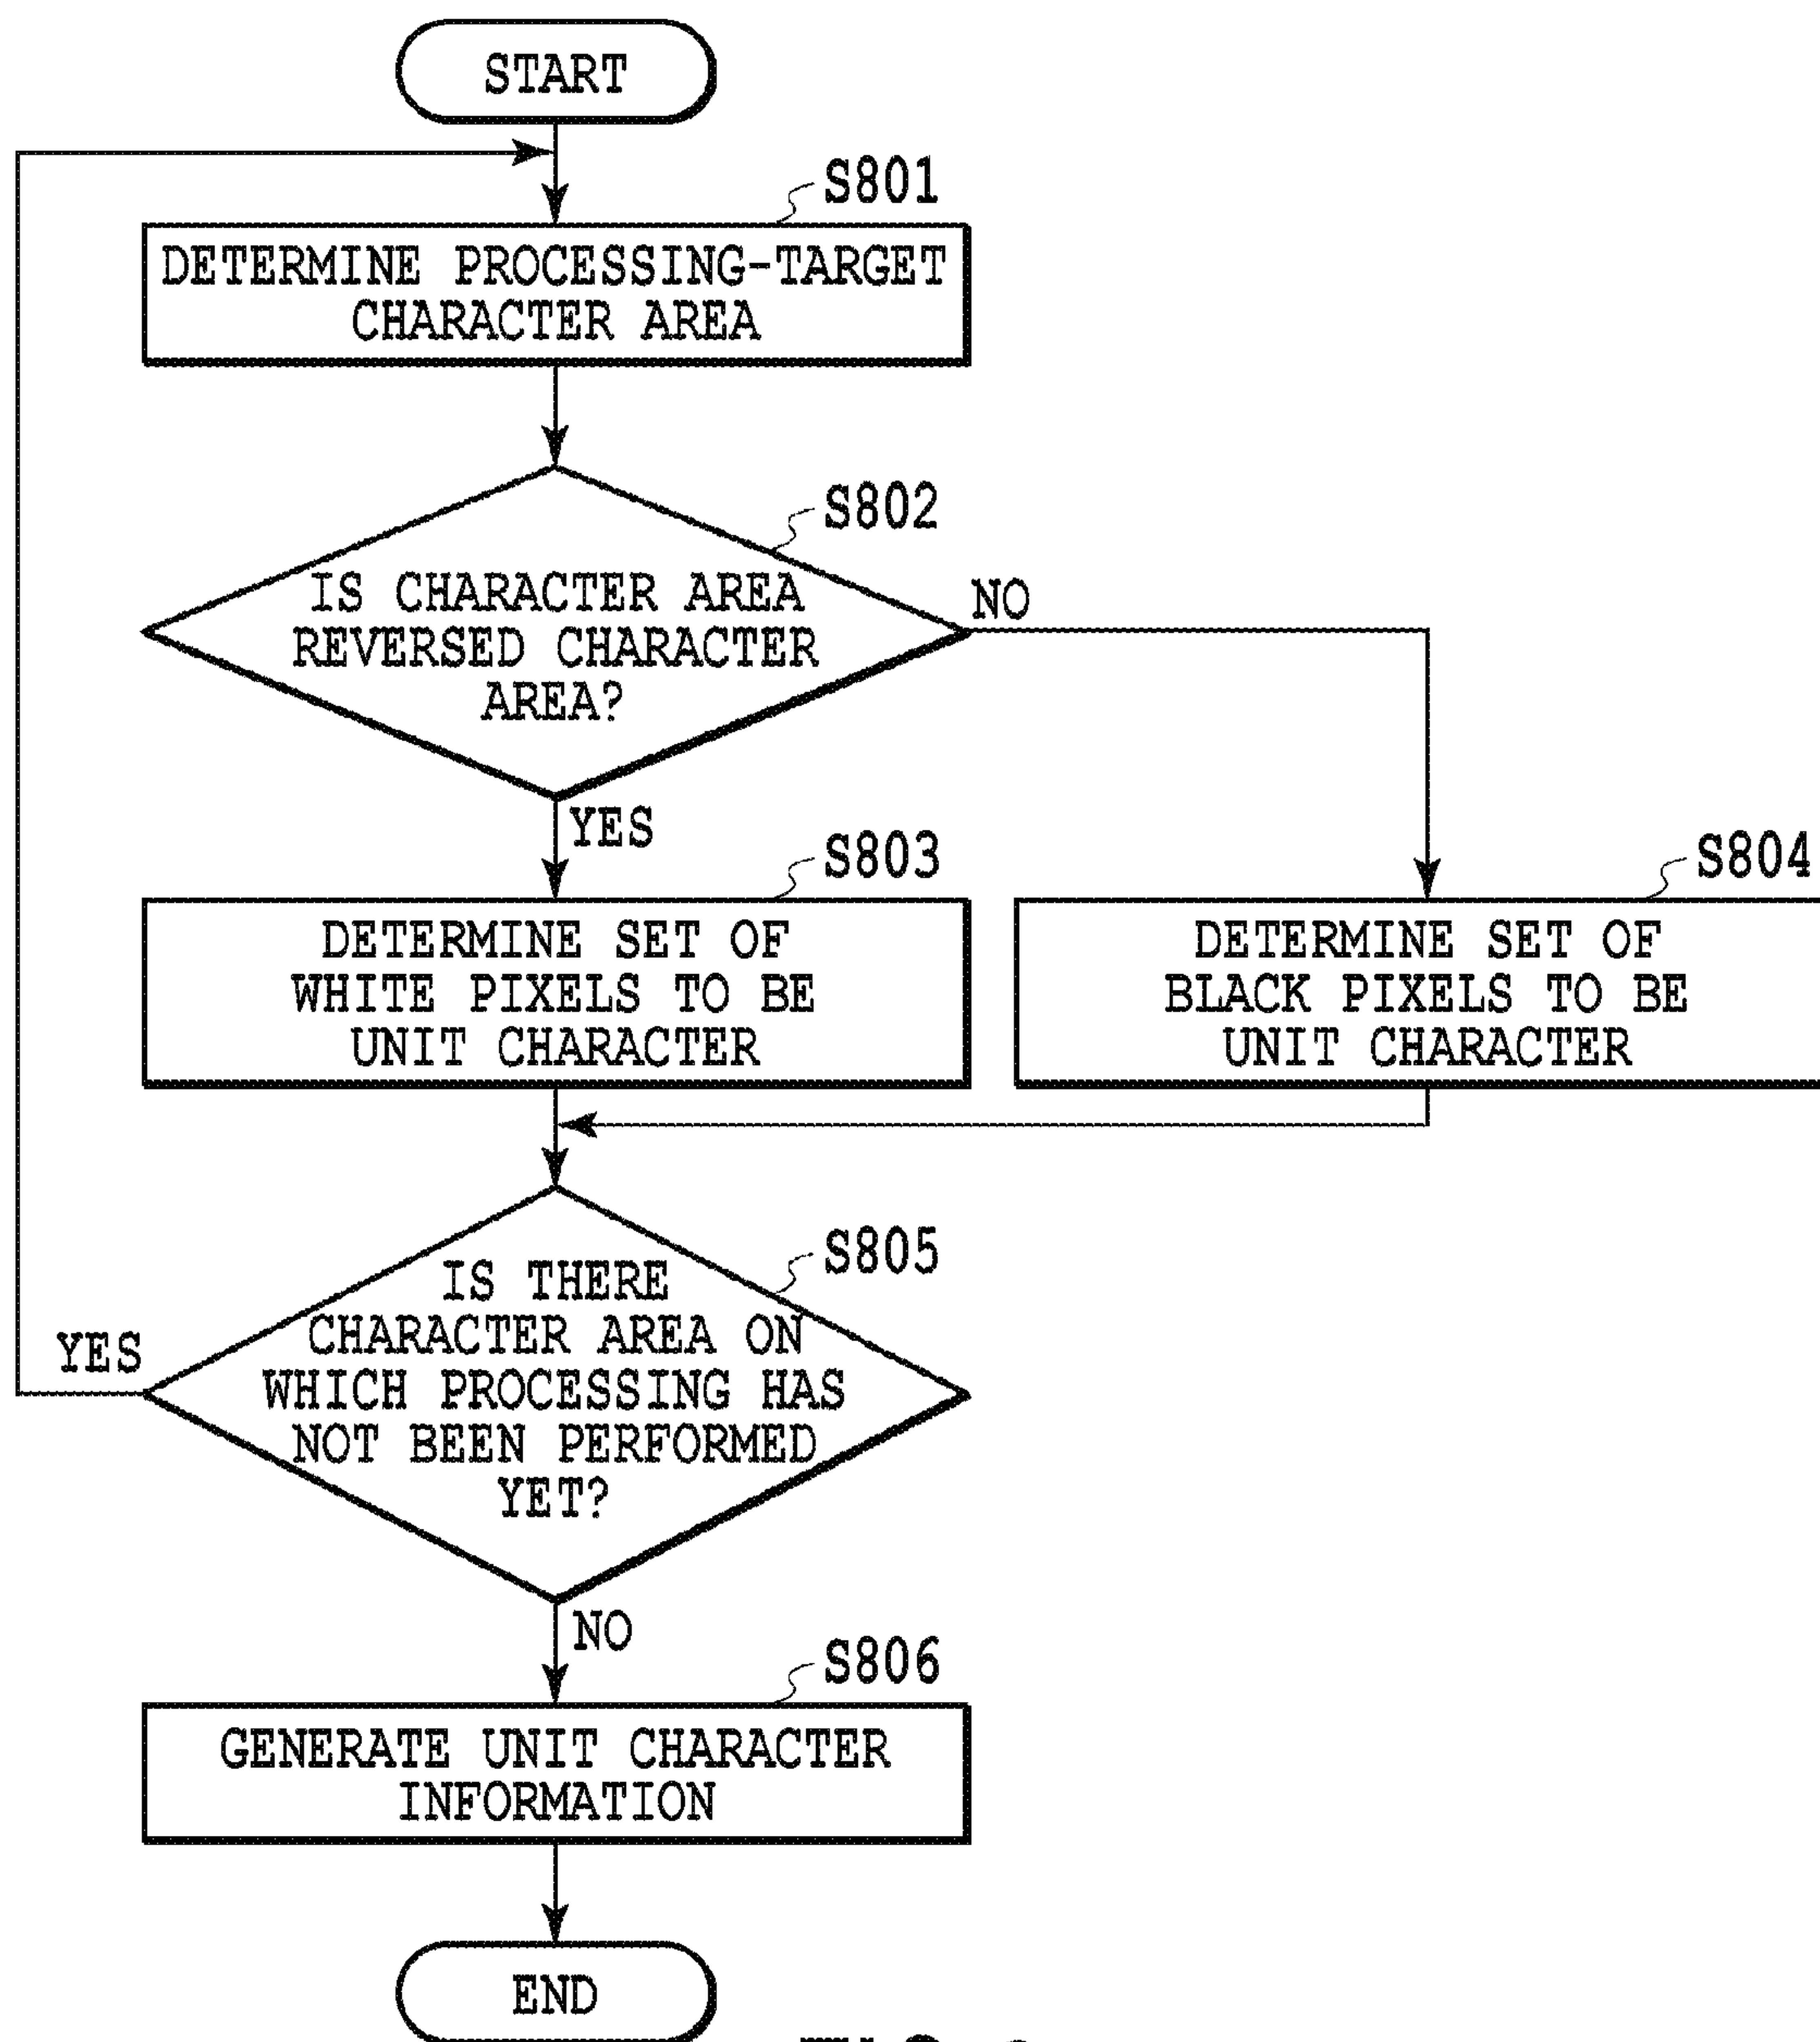 START
S801
DETERMINE PROCESSING-TARGET
CHARACTER AREA
S802
IS CHARACTER AREA
REVERSED CHARACTER
AREA?
NO
YES
S803
DETERMINE SET OF
WHITE PIXELS TO BE
UNIT CHARACTER
S804
DETERMINE SET OF
BLACK PIXELS TO BE
UNIT CHARACTER
S805
IS THERE
CHARACTER AREA ON
WHICH PROCESSING HAS
NOT BEEN PERFORMED
YET?
YES
NO
S806
GENERATE UNIT CHARACTER
INFORMATION
END